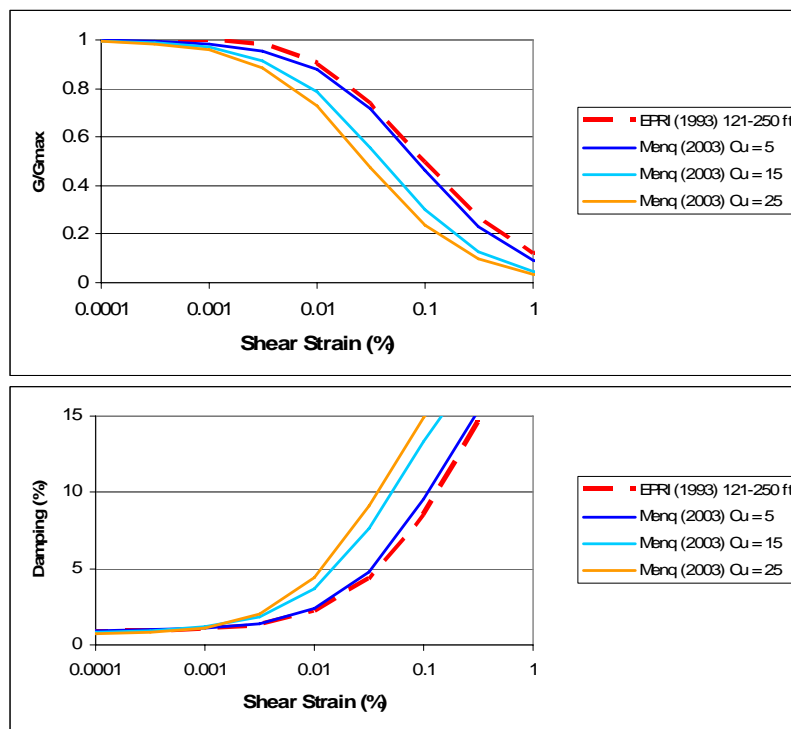 1
0.8
0.6
0.4
0.2
0
G/Gmax
0.0001 0.001 0.01 0.1 1
Shear Strain (%)
EPRI (1993) 121-250 ft
Menq (2003) Cu = 5
Menq (2003) Cu = 15
Menq (2003) Cu = 25
15
10
5
0
Damping (%)
0.0001 0.001 0.01 0.1 1
Shear Strain (%)
EPRI (1993) 121-250 ft
Menq (2003) Cu = 5
Menq (2003) Cu = 15
Menq (2003) Cu = 25